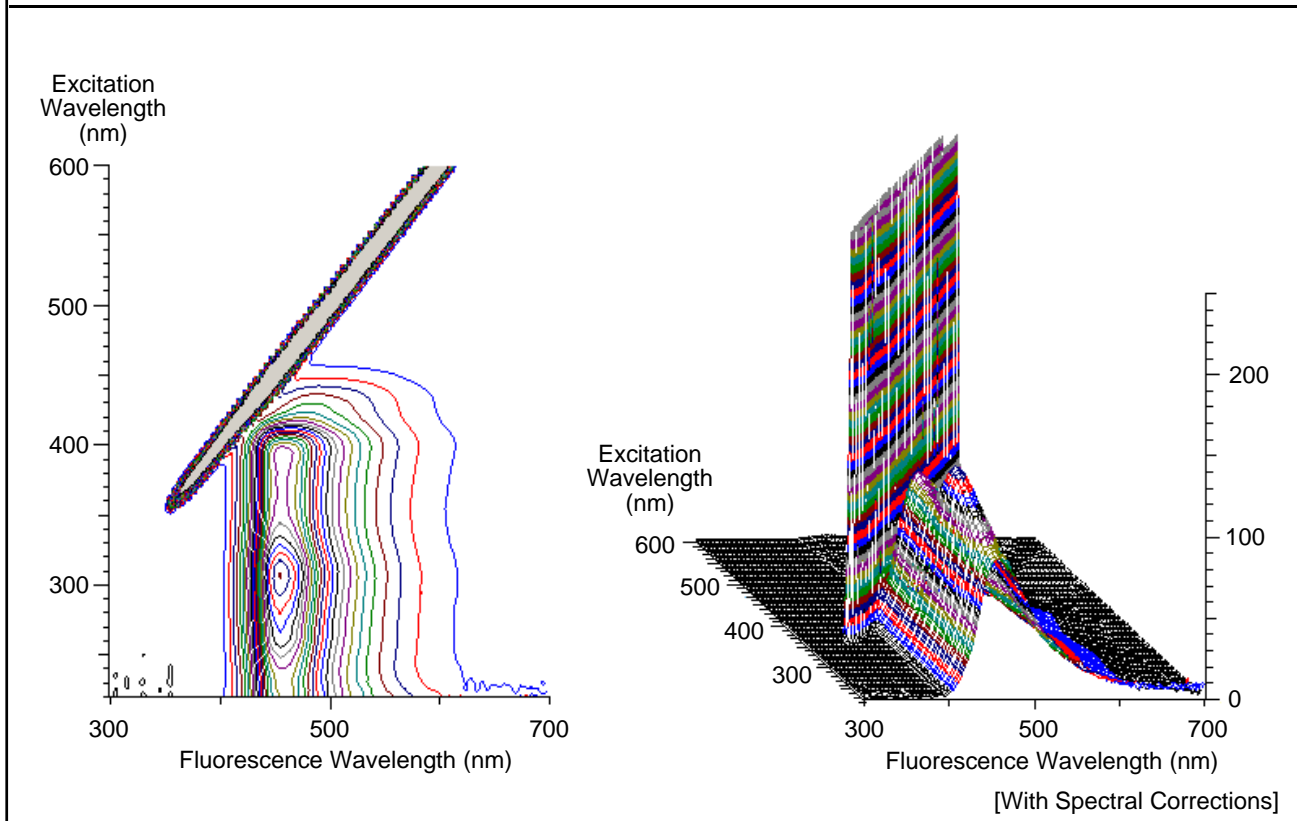 Excitation
Wavelength
(nm)
600
500
400
300
300
500
700
Fluorescence Wavelength (nm)
Excitation
Wavelength
(nm)
600
500
400
300
200
100
0
300
500
700
Fluorescence Wavelength (nm)
[With Spectral Corrections]